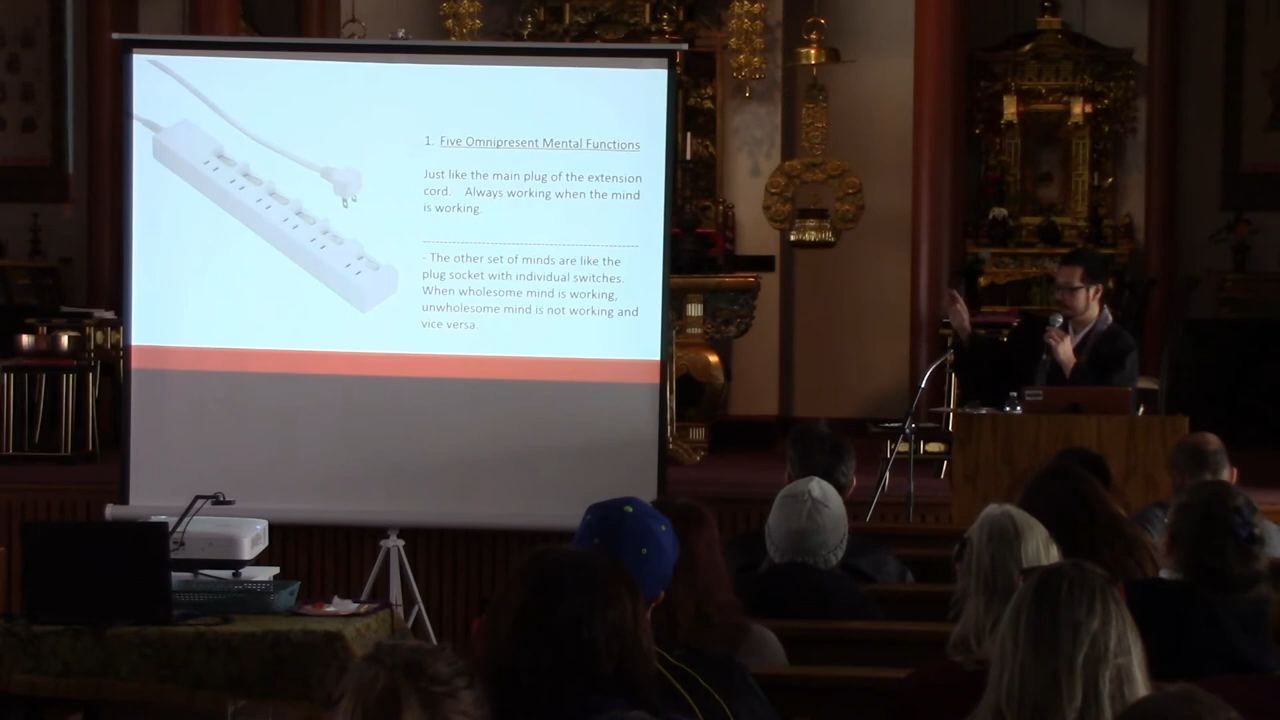 1. Five Omnipresent Mental Functions
Just like the main plug of the extension
cord. Always working when the mind
is working.
- The other set of minds are like the
plug socket with individual switches.
When wholesome mind is working,
unwholesome mind is not working and
vice versa.